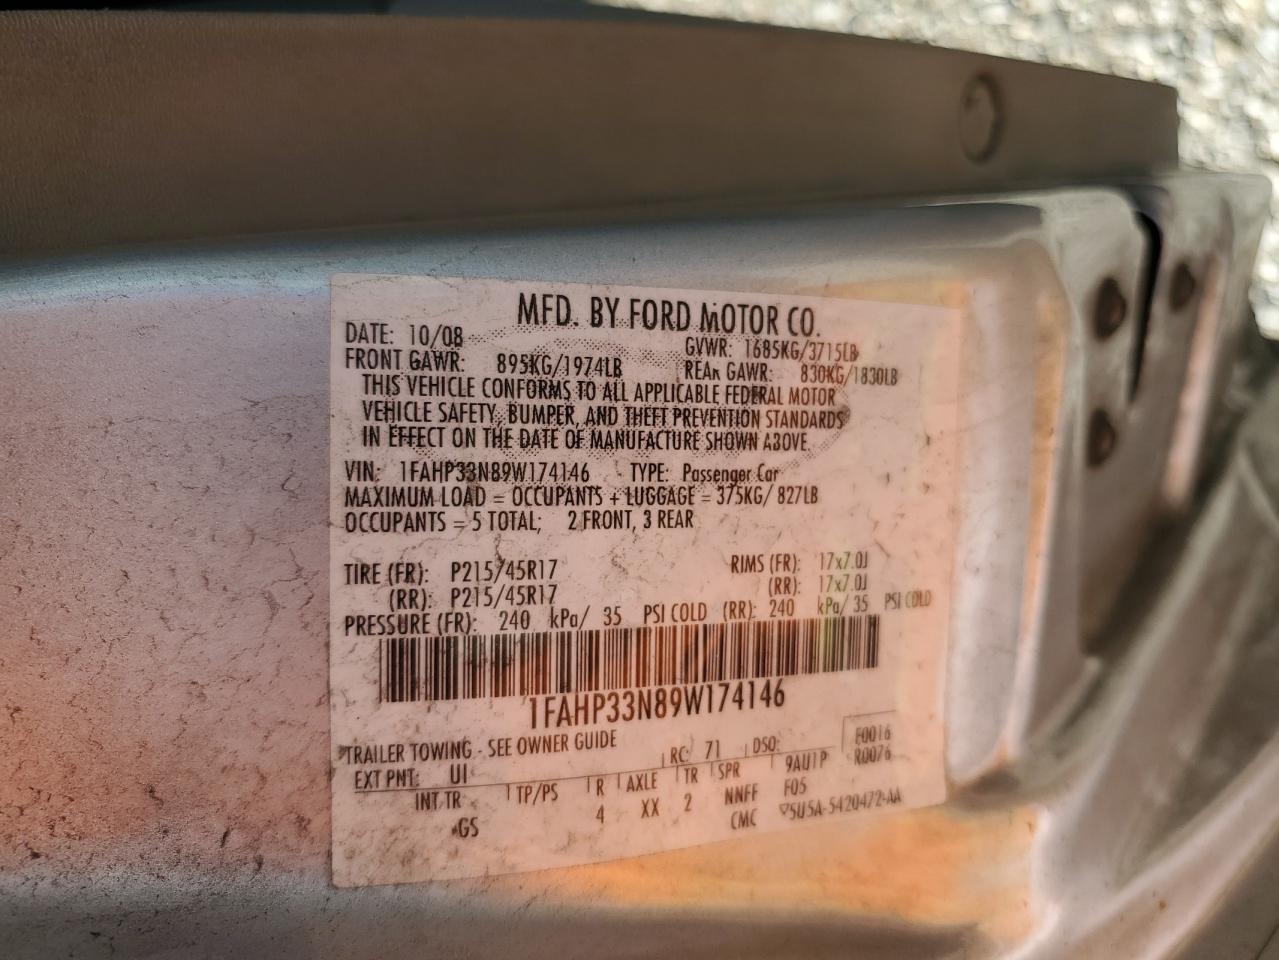 MFD. BY FORD MOTOR CO.
DATE: 10/08 GVWR: 1685KG/3715LB
FRONT GAWR: 895KG/1974LB REAR GAWR: 830KG/1830LB
THIS VEHICLE CONFORMS TO ALL APPLICABLE FEDERAL MOTOR
VEHICLE SAFETY, BUMPER, AND THEFT PREVENTION STANDARDS
IN EFFECT ON THE DATE OF MANUFACTURE SHOWN ABOVE.
VIN: 1FAHP33N89W174146 TYPE: Passenger Car
MAXIMUM LOAD = OCCUPANTS + LUGGAGE = 375KG/ 827LB
OCCUPANTS = 5 TOTAL; 2 FRONT, 3 REAR
TIRE (FR): P215/45R17 RIMS (FR): 17x7.0J
(RR): P215/45R17 (RR): 17x7.0J
PRESSURE (FR): 240 kPa/ 35 PSI COLD (RR): 240 kPa/ 35 PSI COLD
1FAHP33N89W174146
TRAILER TOWING - SEE OWNER GUIDE
EXT PNT: UI RC: 71 DSO: F0016
R0076
INT TR TP/PS R AXLE TR SPR 9AU1P
GS 4 XX 2 NNFF F05
CMC 5U5A-5420472-AA